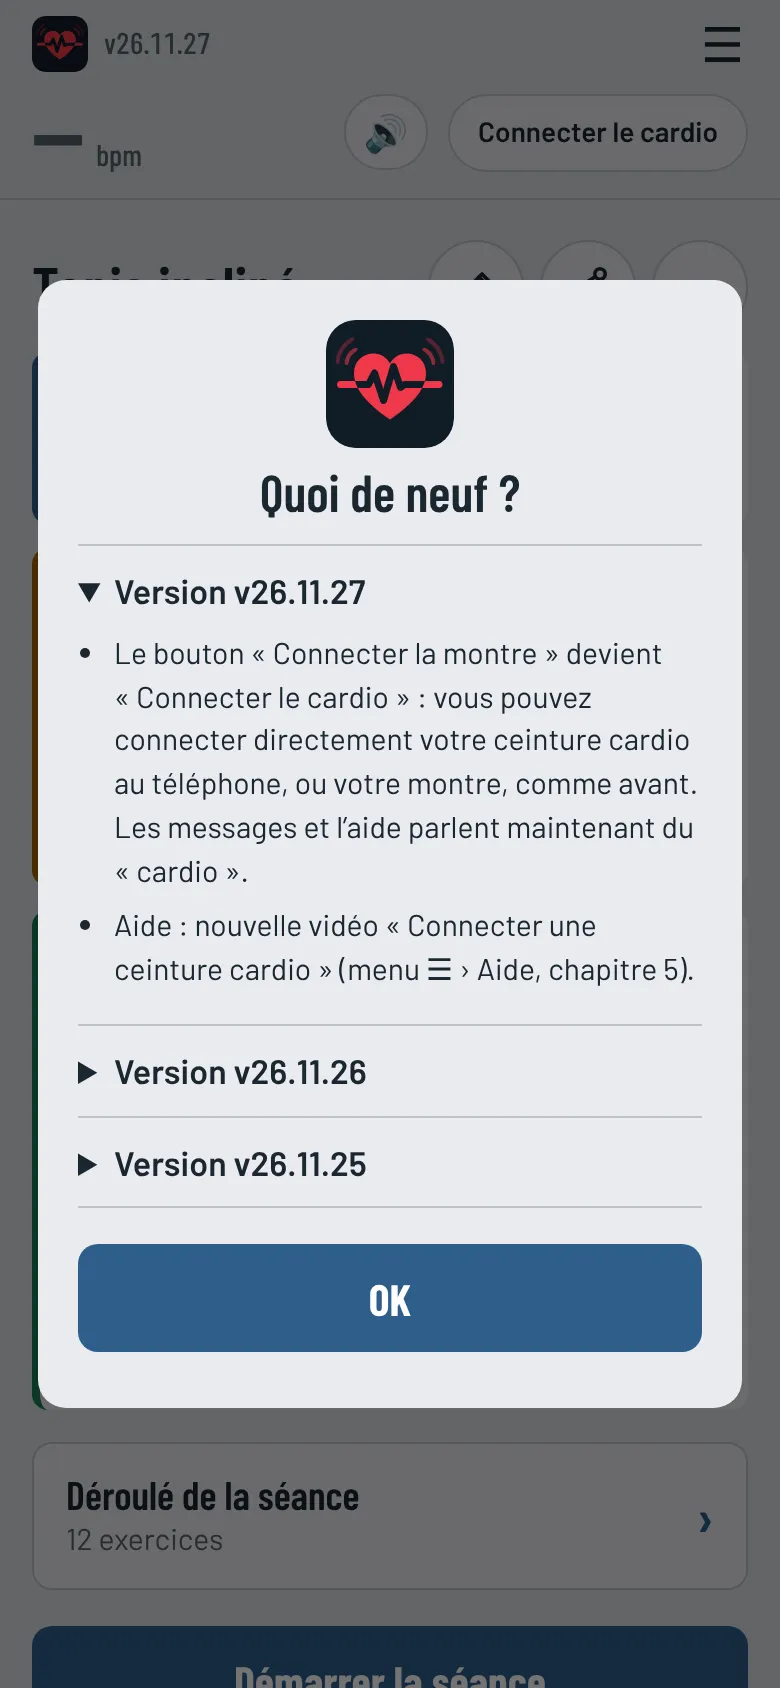 v26.11.27
bpm
Connecter le cardio
Quoi de neuf ?
Version v26.11.27
• Le bouton « Connecter la montre » devient
« Connecter le cardio » : vous pouvez
connecter directement votre ceinture cardio
au téléphone, ou votre montre, comme avant.
Les messages et l’aide parlent maintenant du
« cardio ».
• Aide : nouvelle vidéo « Connecter une
ceinture cardio » (menu ☰ › Aide, chapitre 5).
Version v26.11.26
Version v26.11.25
OK
Déroulé de la séance
12 exercices
Démarrer la séance